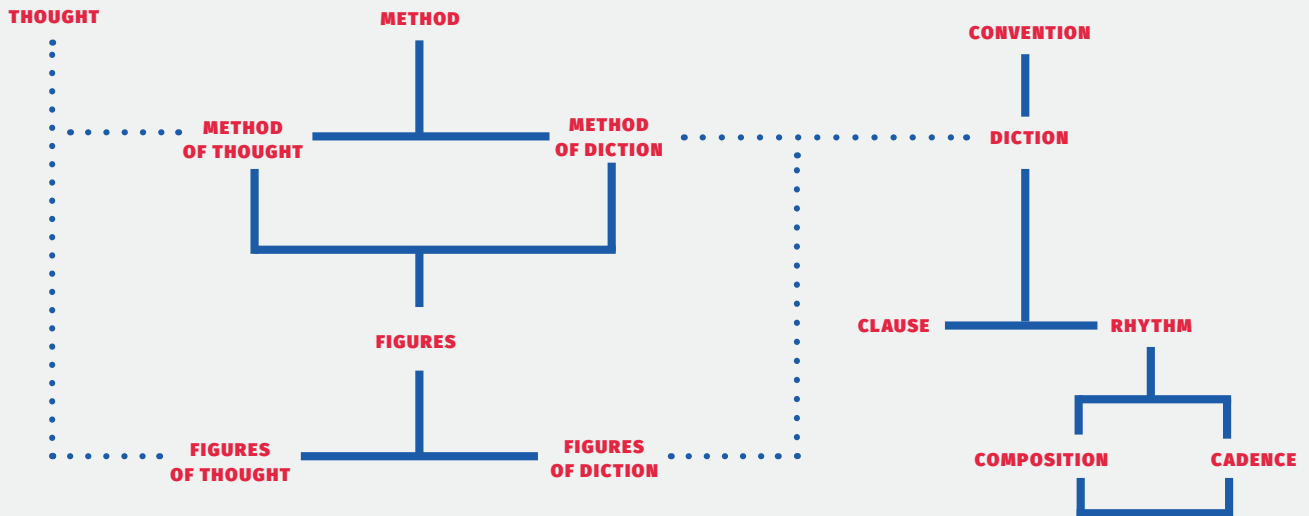 THOUGHT
METHOD
CONVENTION
METHOD
OF THOUGHT
METHOD
OF DICTION
DICTION
CLAUSE
RHYTHM
FIGURES
FIGURES
OF THOUGHT
FIGURES
OF DICTION
COMPOSITION
CADENCE